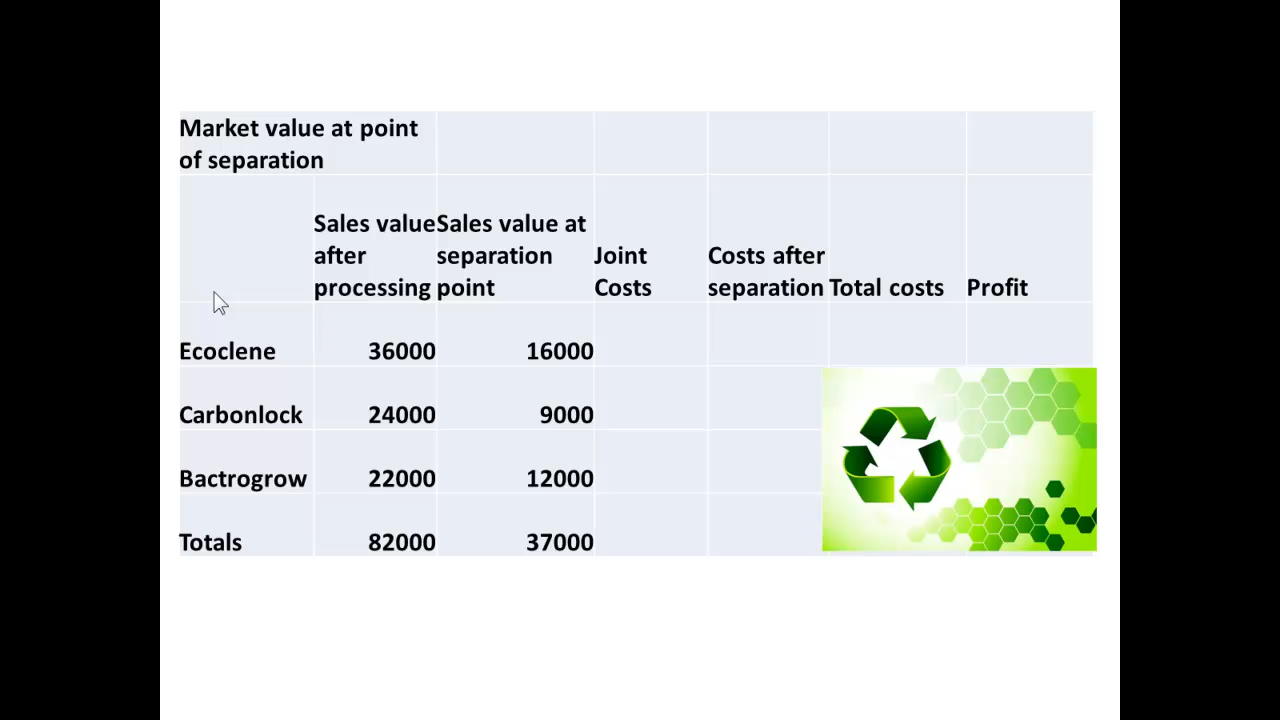 Market value at point
of separation
Sales value Sales value at
after separation Joint Costs after
processing point Costs separation Total costs Profit
Ecoclene 36000 16000
Carbonlock 24000 9000
Bactrogrow 22000 12000
Totals 82000 37000